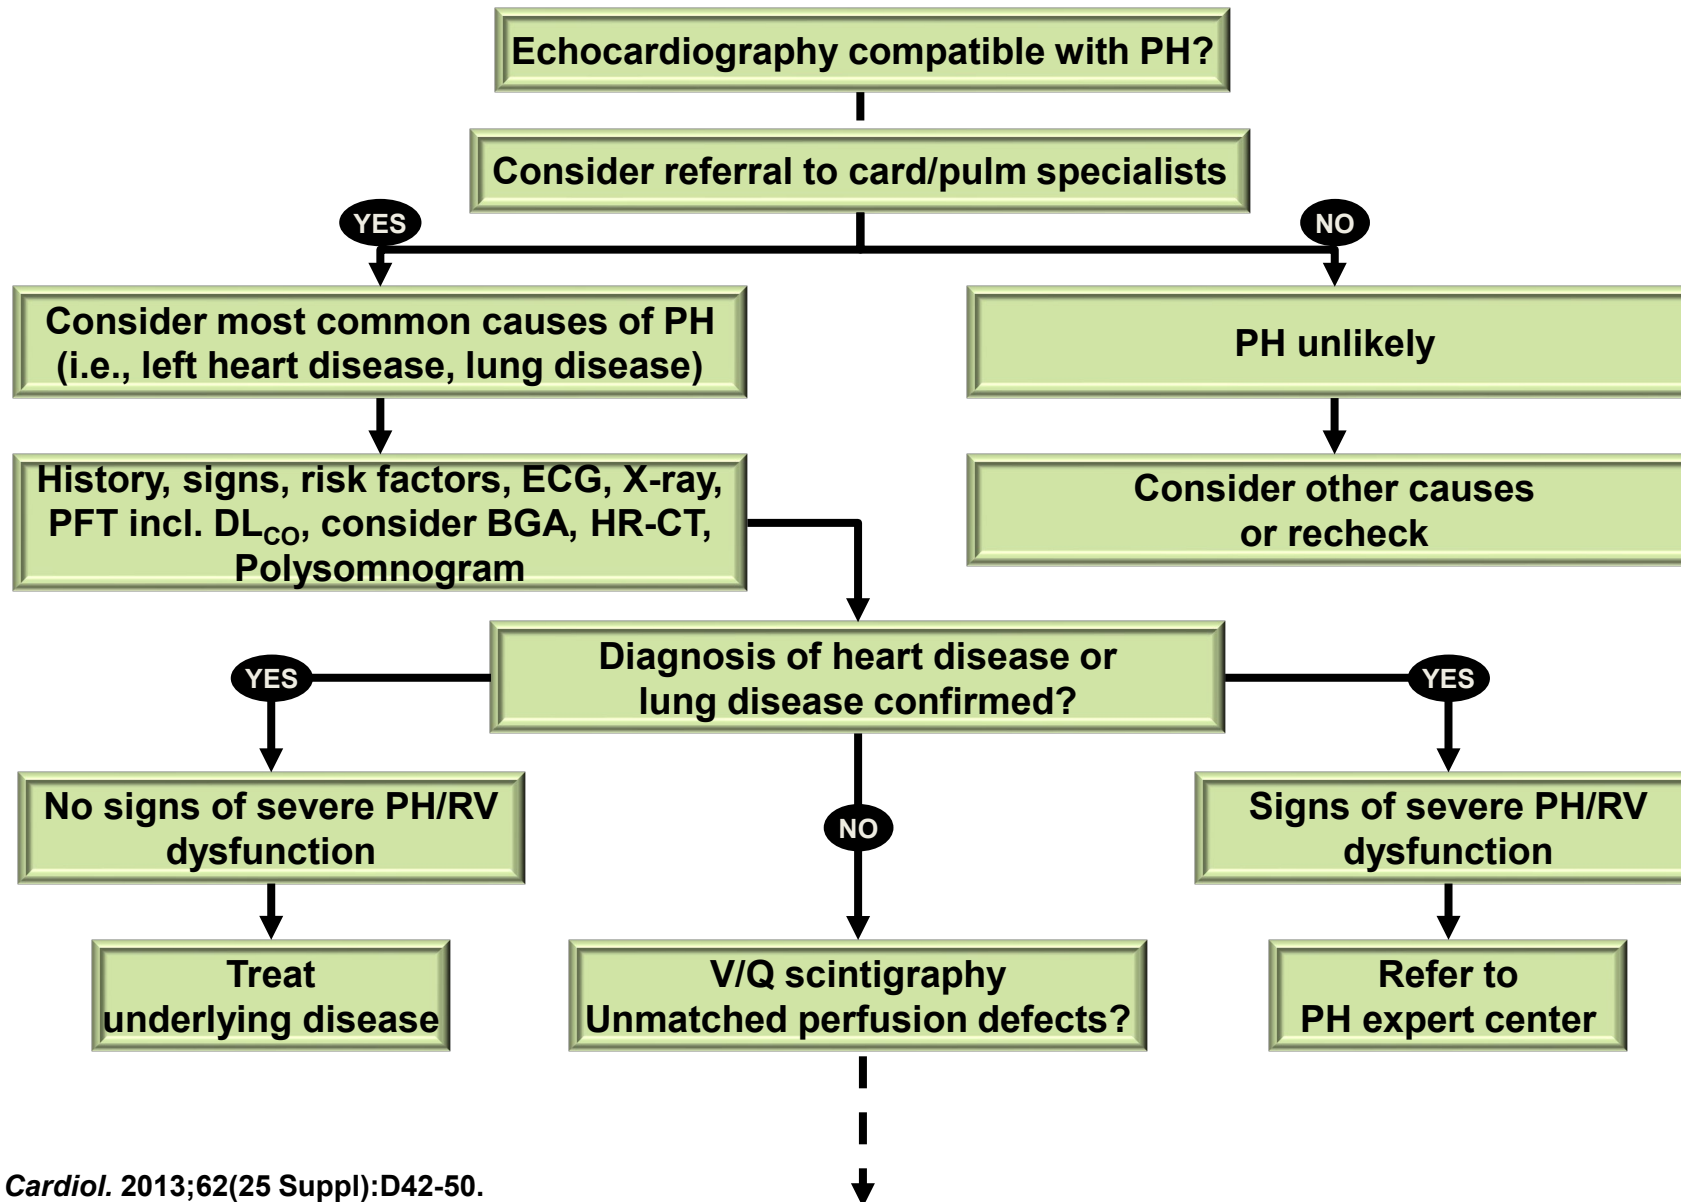 Echocardiography compatible with PH?
Consider referral to card/pulm specialists
YES
NO
Consider most common causes of PH
(i.e., left heart disease, lung disease)
PH unlikely
History, signs, risk factors, ECG, X-ray,
PFT incl. DLCO, consider BGA, HR-CT,
Polysomnogram
Consider other causes
or recheck
Diagnosis of heart disease or
lung disease confirmed?
YES
YES
No signs of severe PH/RV
dysfunction
NO
Signs of severe PH/RV
dysfunction
Treat
underlying disease
V/Q scintigraphy
Unmatched perfusion defects?
Refer to
PH expert center
Cardiol. 2013;62(25 Suppl):D42-50.